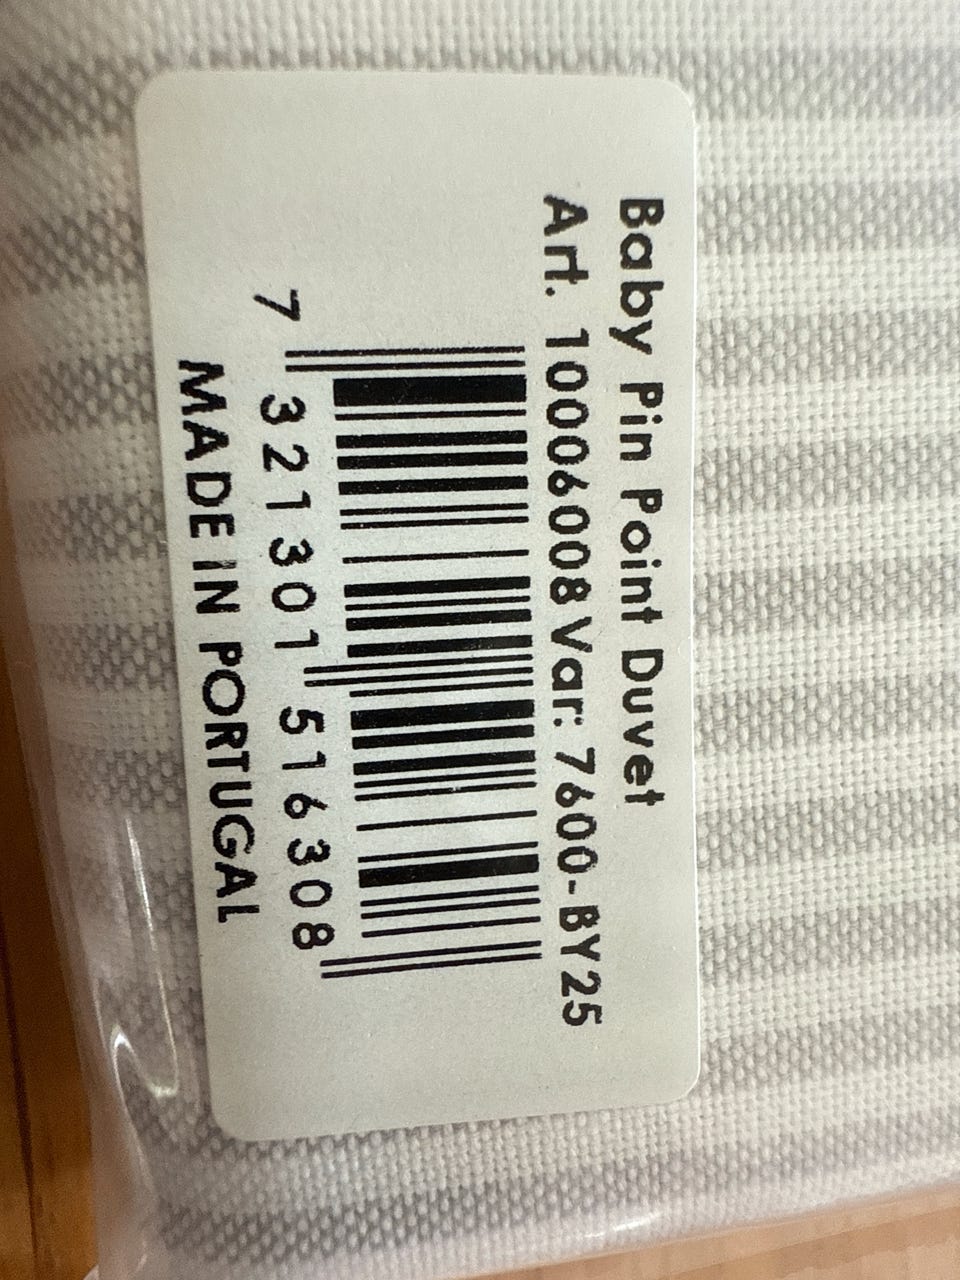 Baby Pin Point Duvet
Art. 10006008 Var: 7600-BY25
7 321301 516308
MADE IN PORTUGAL